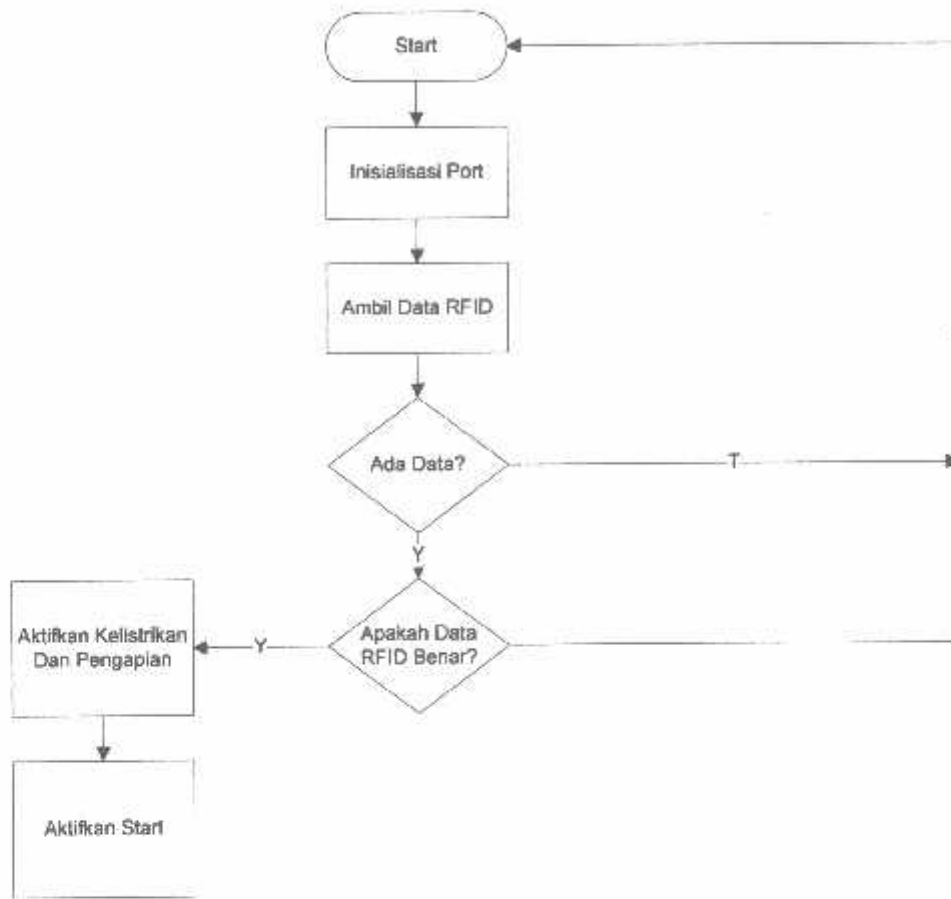 Start
Inisialisasi Port
Ambil Data RFID
Ada Data?
T
Y
Apakah Data
RFID Benar?
Y
Aktifkan Kelistrikan
Dan Pengapian
Aktifkan Start